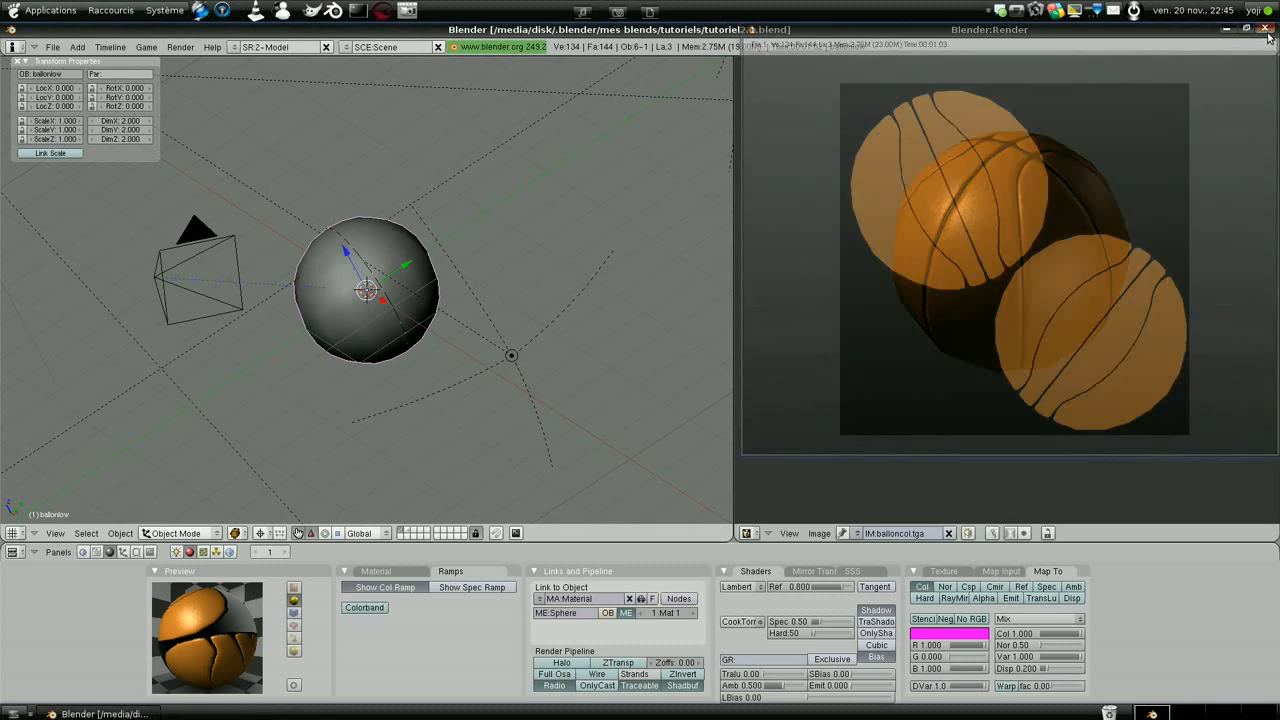 Applications Raccourcis Système
ven. 20 nov., 22:45 yoji
Blender [/media/disk/.blender/mes blends/tutoriels/tutoriel2
.blend]
Blender:Render
File Add Timeline Game Render Help
SR:2-Model
SCE:Scene
www.blender.org 249.2
Ve:134 | Fa:144 | Ob:6-1 | La:3 | Mem:2.75M
Transform Properties
OB: ballonlow
Par:
LocX: 0.000 RotX: 0.000
LocY: 0.000 RotY: 0.000
LocZ: 0.000 RotZ: 0.000
ScaleX: 1.000 DimX: 2.000
ScaleY: 1.000 DimY: 2.000
ScaleZ: 1.000 DimZ: 2.000
Link Scale
(1) ballonlow
View Select Object Object Mode Global
View Image IM:balloncol.tga
Panels 1
Preview
Material Ramps
Show Col Ramp Show Spec Ramp
Colorband
Links and Pipeline
Link to Object
MA:Material Nodes
ME:Sphere OB ME 1 Mat 1
Render Pipeline
Halo ZTransp Zoffs: 0.00
Full Osa Wire Strands ZInvert
Radio OnlyCast Traceable Shadbuf
Shaders Mirror Tran SSS
Lambert Ref 0.800 Tangent
Shadow
CookTorr Spec 0.50 TraShado
Hard:50 OnlySha
Cubic
GR: Exclusive Bias
Tralu 0.00 SBias 0.00
Amb 0.500 Emit 0.000
LBias 0.00
Texture Map Input Map To
Col Nor Csp Cmir Ref Spec Amb
Hard RayMir Alpha Emit TransLu Disp
Stenci Neg No RGB Mix
Col 1.000
R 1.000 Nor 0.50
G 0.000 Var 1.000
B 1.000 Disp 0.200
DVar 1.0 Warp fac 0.00
Blender [/media/di...